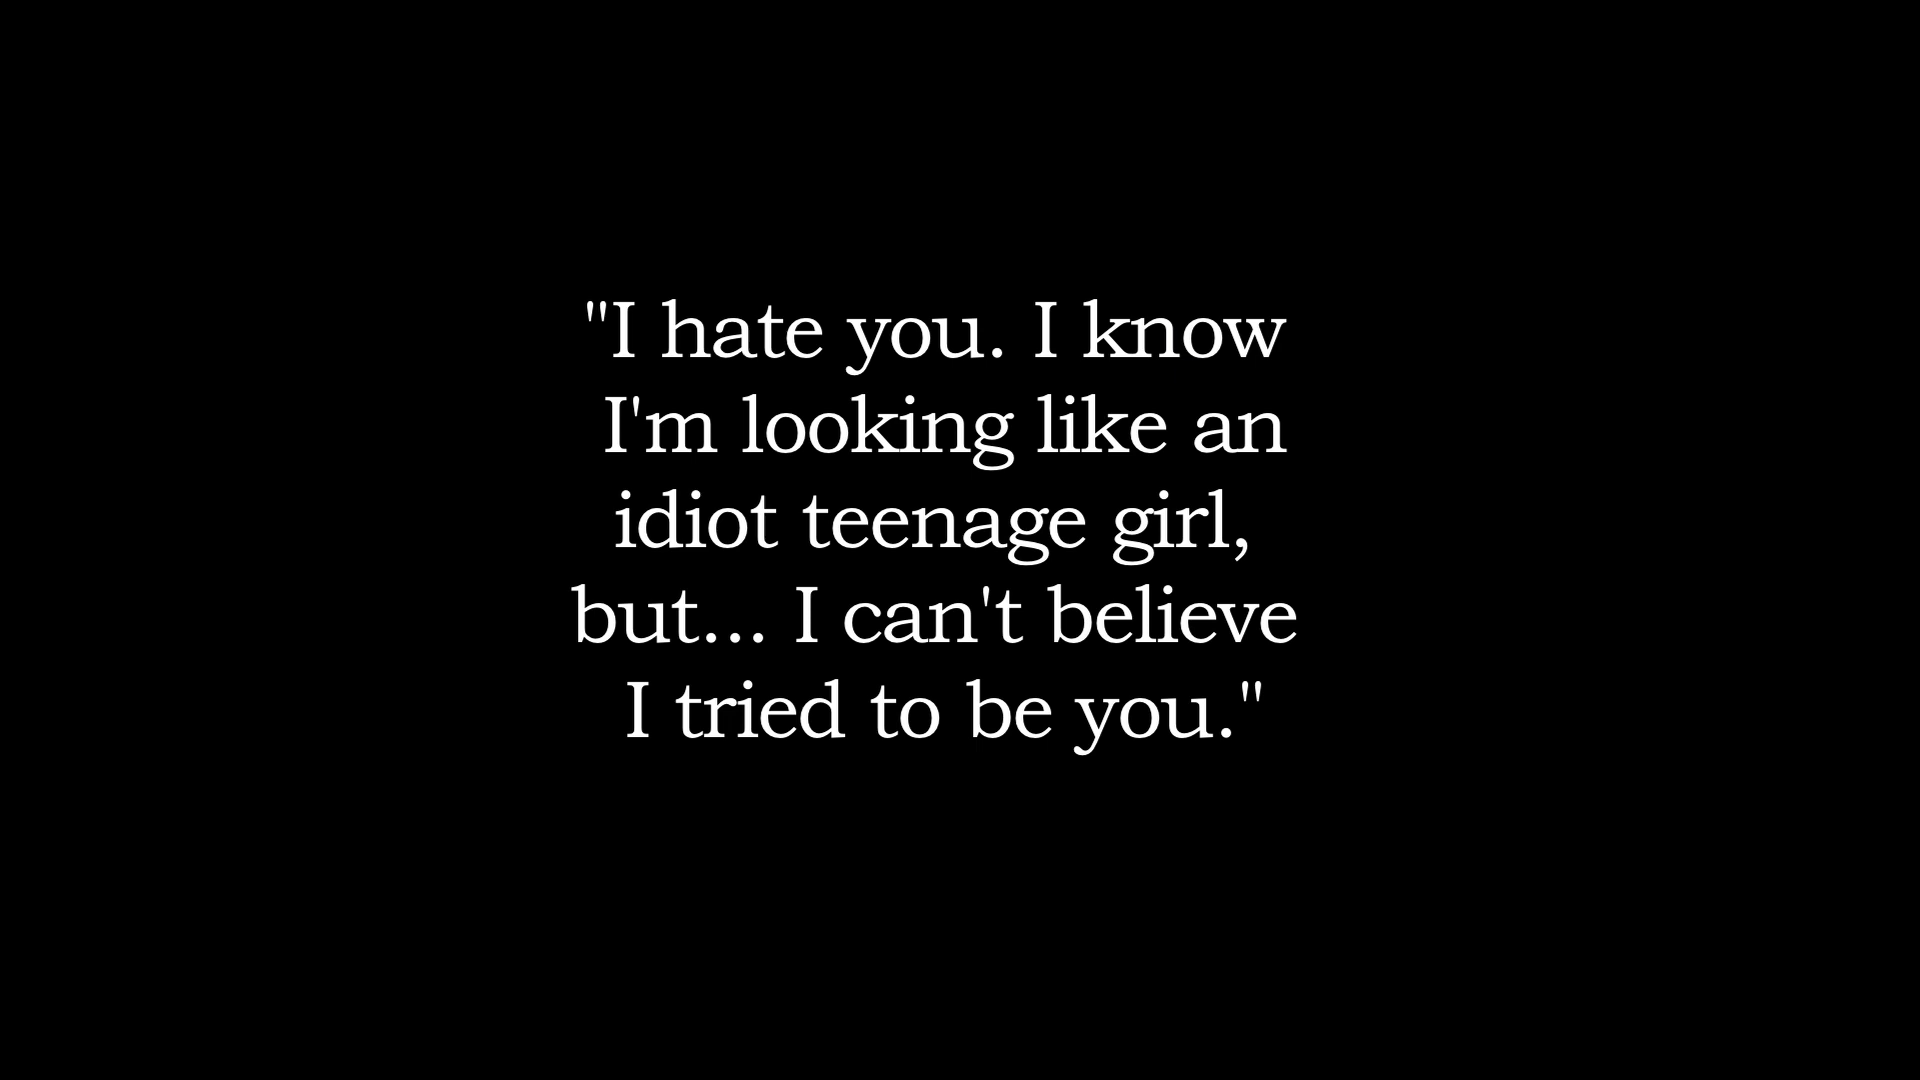 "I hate you. I know
I'm looking like an
idiot teenage girl,
but... I can't believe
I tried to be you."